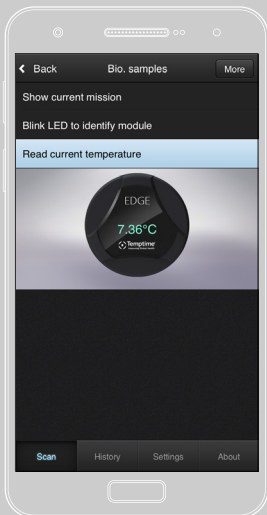 Back
Bio. samples
More
Show current mission
Blink LED to identify module
Read current temperature
EDGE
7.36°C
Temptime
Scan
History
Settings
About